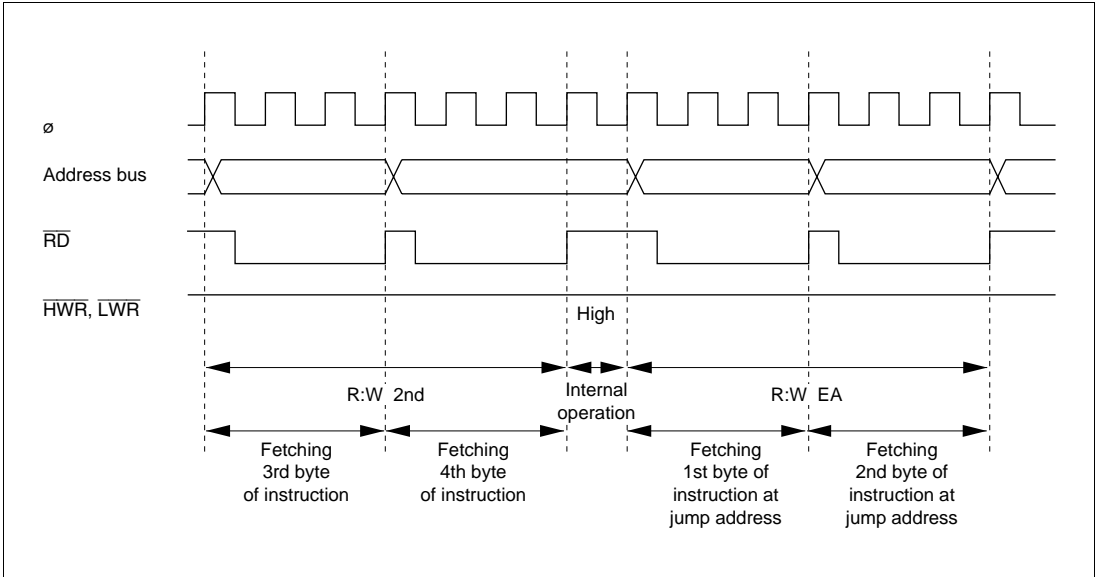 ø
Address bus
RD
HWR, LWR
High
R:W 2nd
Internal
operation
R:W EA
Fetching
3rd byte
of instruction
Fetching
4th byte
of instruction
Fetching
1st byte of
instruction at
jump address
Fetching
2nd byte of
instruction at
jump address